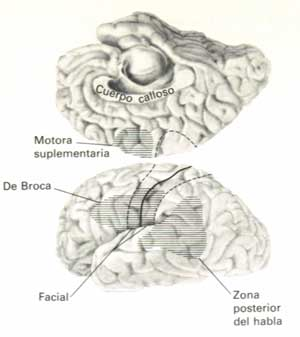 Cuerpo calloso
Motora
suplementaria
De Broca
Facial
Zona
posterior
del habla